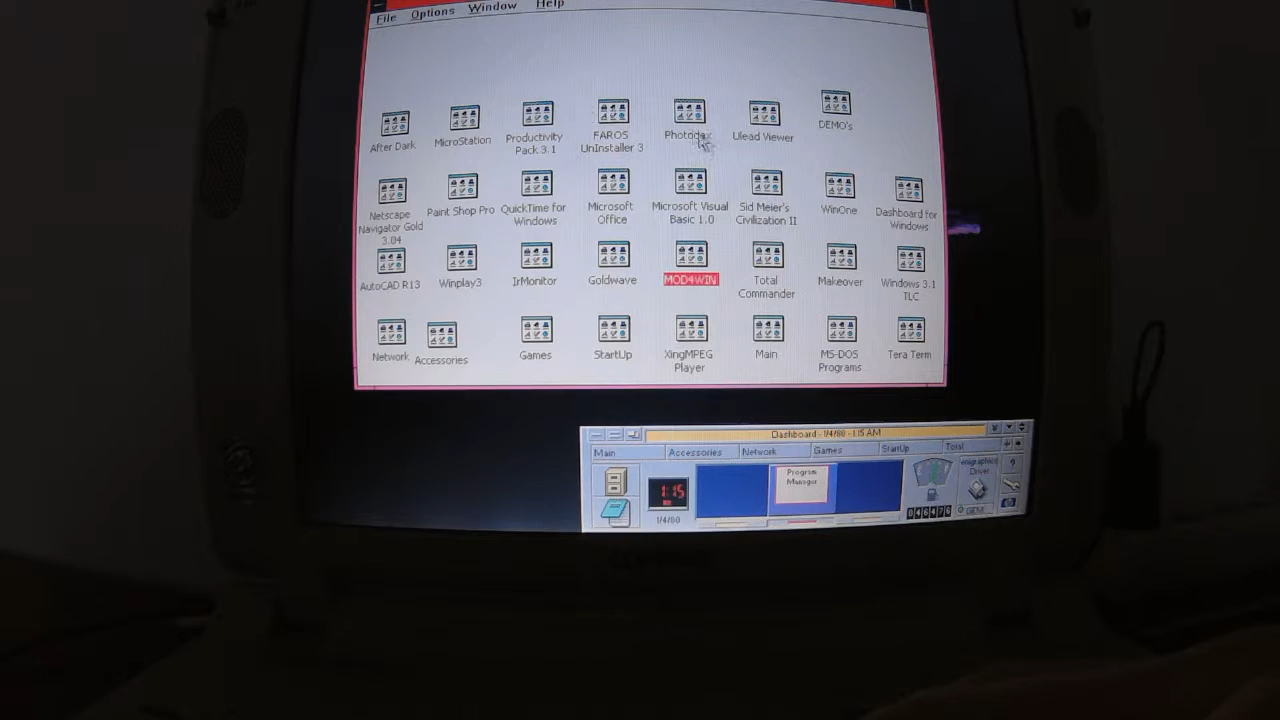 File Options Window Help
After Dark
MicroStation
Productivity
Pack 3.1
FAROS
UnInstaller 3
Photodex
Ulead Viewer
DEMO's
Netscape
Navigator Gold
3.04
Paint Shop Pro
QuickTime for
Windows
Microsoft
Office
Microsoft Visual
Basic 1.0
Sid Meier's
Civilization II
WinOne
Dashboard for
Windows
AutoCAD R13
Winplay3
IrMonitor
Goldwave
MOD4WIN
Total
Commander
Makeover
Windows 3.1
TLC
Network
Accessories
Games
StartUp
XingMPEG
Player
Main
MS-DOS
Programs
Tera Term
Dashboard - 1/4/80 - 1:15 AM
Main Accessories Network Games StartUp Total
Program
Manager
1:15
1/4/80
Driver